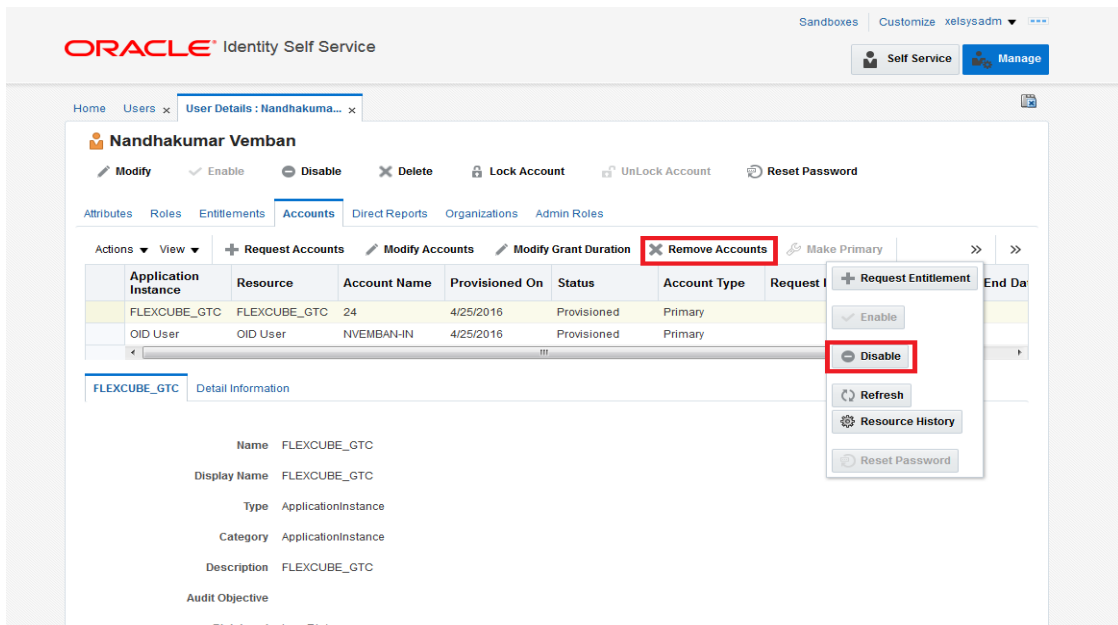 Sandboxes Customize xelsysadm
ORACLE Identity Self Service
Self Service Manage
Home Users User Details : Nandhakuma...
Nandhakumar Vemban
Modify Enable Disable Delete Lock Account UnLock Account Reset Password
Attributes Roles Entitlements Accounts Direct Reports Organizations Admin Roles
Actions View Request Accounts Modify Accounts Modify Grant Duration Remove Accounts Make Primary
Application Instance Resource Account Name Provisioned On Status Account Type Request End Da
FLEXCUBE_GTC FLEXCUBE_GTC 24 4/25/2016 Provisioned Primary
OID User OID User NVEMBAN-IN 4/25/2016 Provisioned Primary
Request Entitlement
Enable
Disable
Refresh
Resource History
Reset Password
FLEXCUBE_GTC Detail Information
Name FLEXCUBE_GTC
Display Name FLEXCUBE_GTC
Type ApplicationInstance
Category ApplicationInstance
Description FLEXCUBE_GTC
Audit Objective